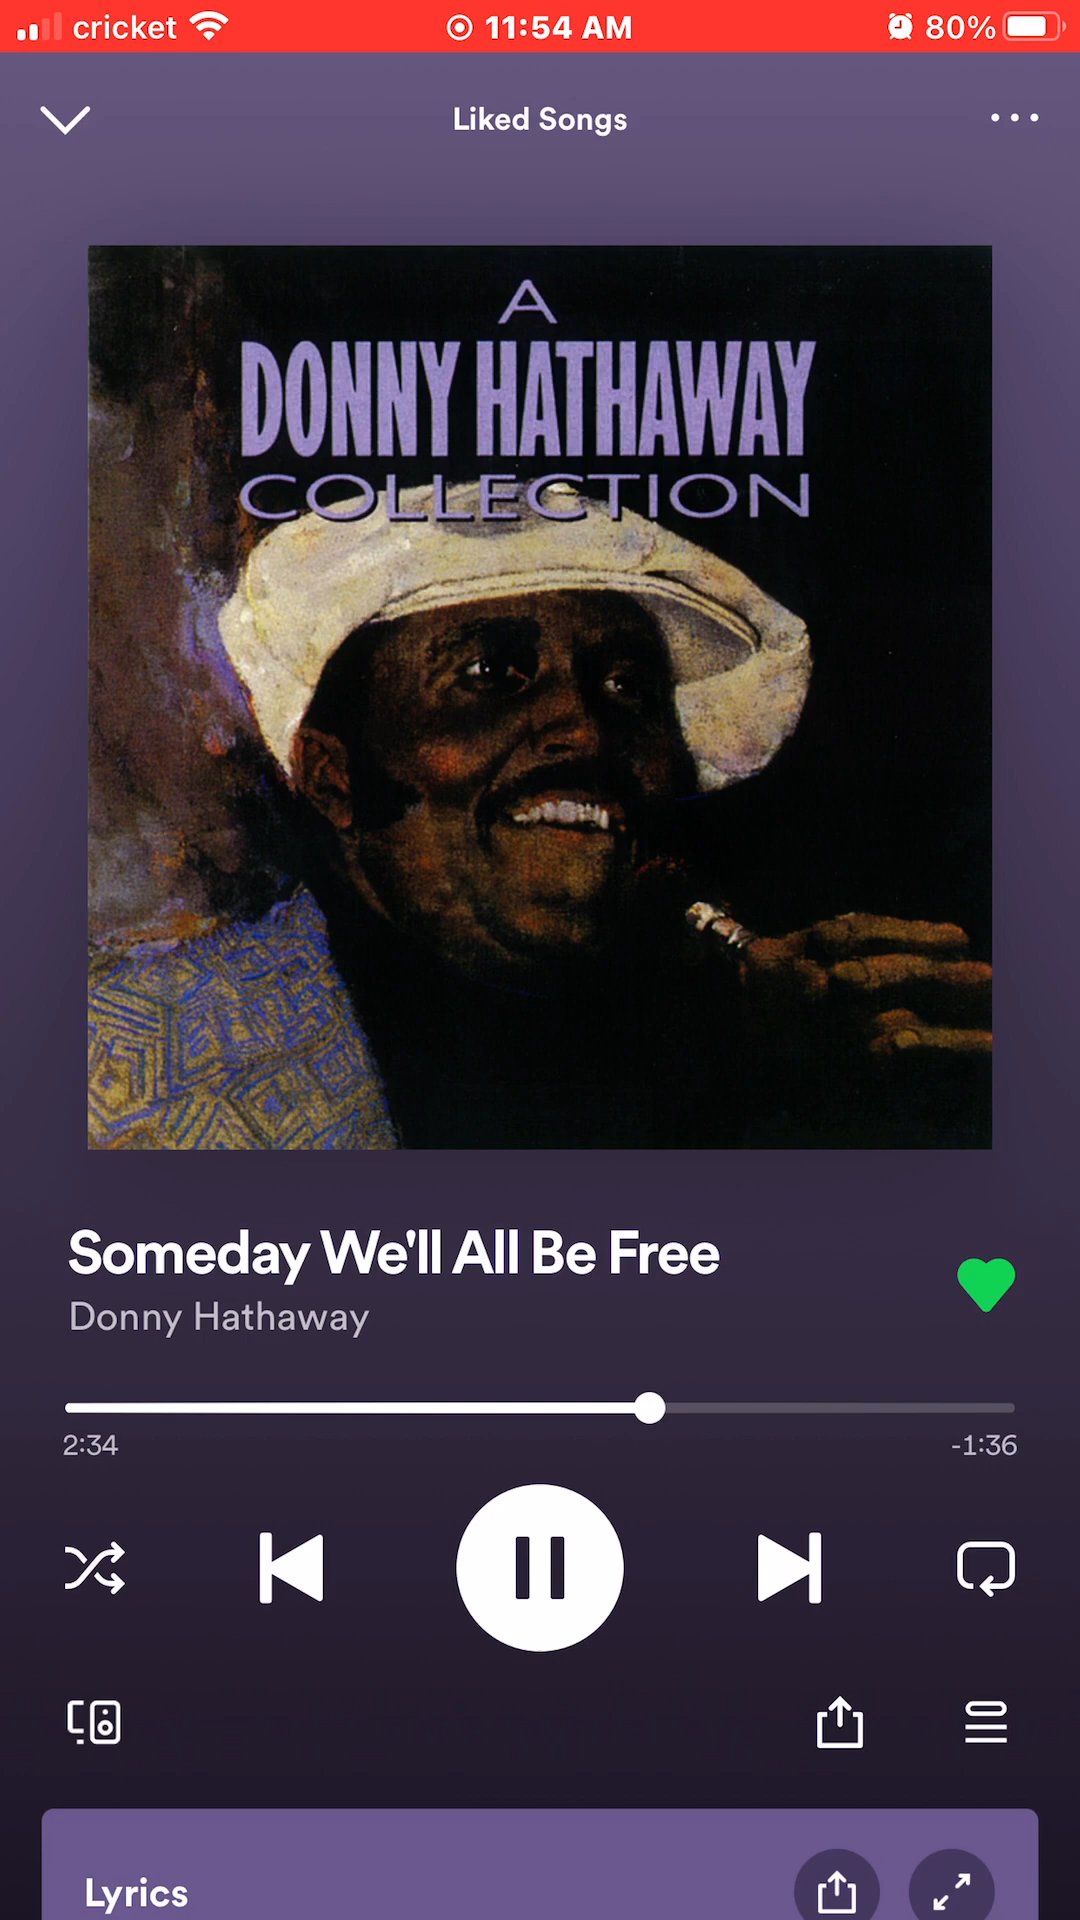 cricket 11:54 AM 80%
Liked Songs
A
DONNY HATHAWAY
COLLECTION
Someday We'll All Be Free
Donny Hathaway
2:34 -1:36
Lyrics